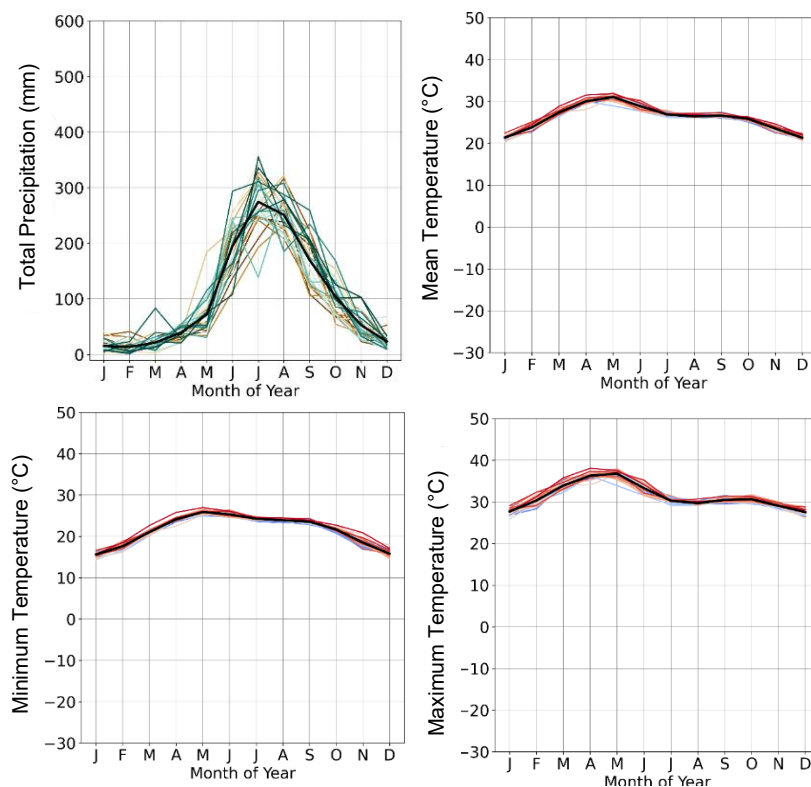 Total Precipitation (mm)
600
500
400
300
200
100
0
J F M A M J J A S O N D
Month of Year
Mean Temperature (°C)
50
40
30
20
10
0
−10
−20
−30
J F M A M J J A S O N D
Month of Year
Minimum Temperature (°C)
50
40
30
20
10
0
−10
−20
−30
J F M A M J J A S O N D
Month of Year
Maximum Temperature (°C)
50
40
30
20
10
0
−10
−20
−30
J F M A M J J A S O N D
Month of Year